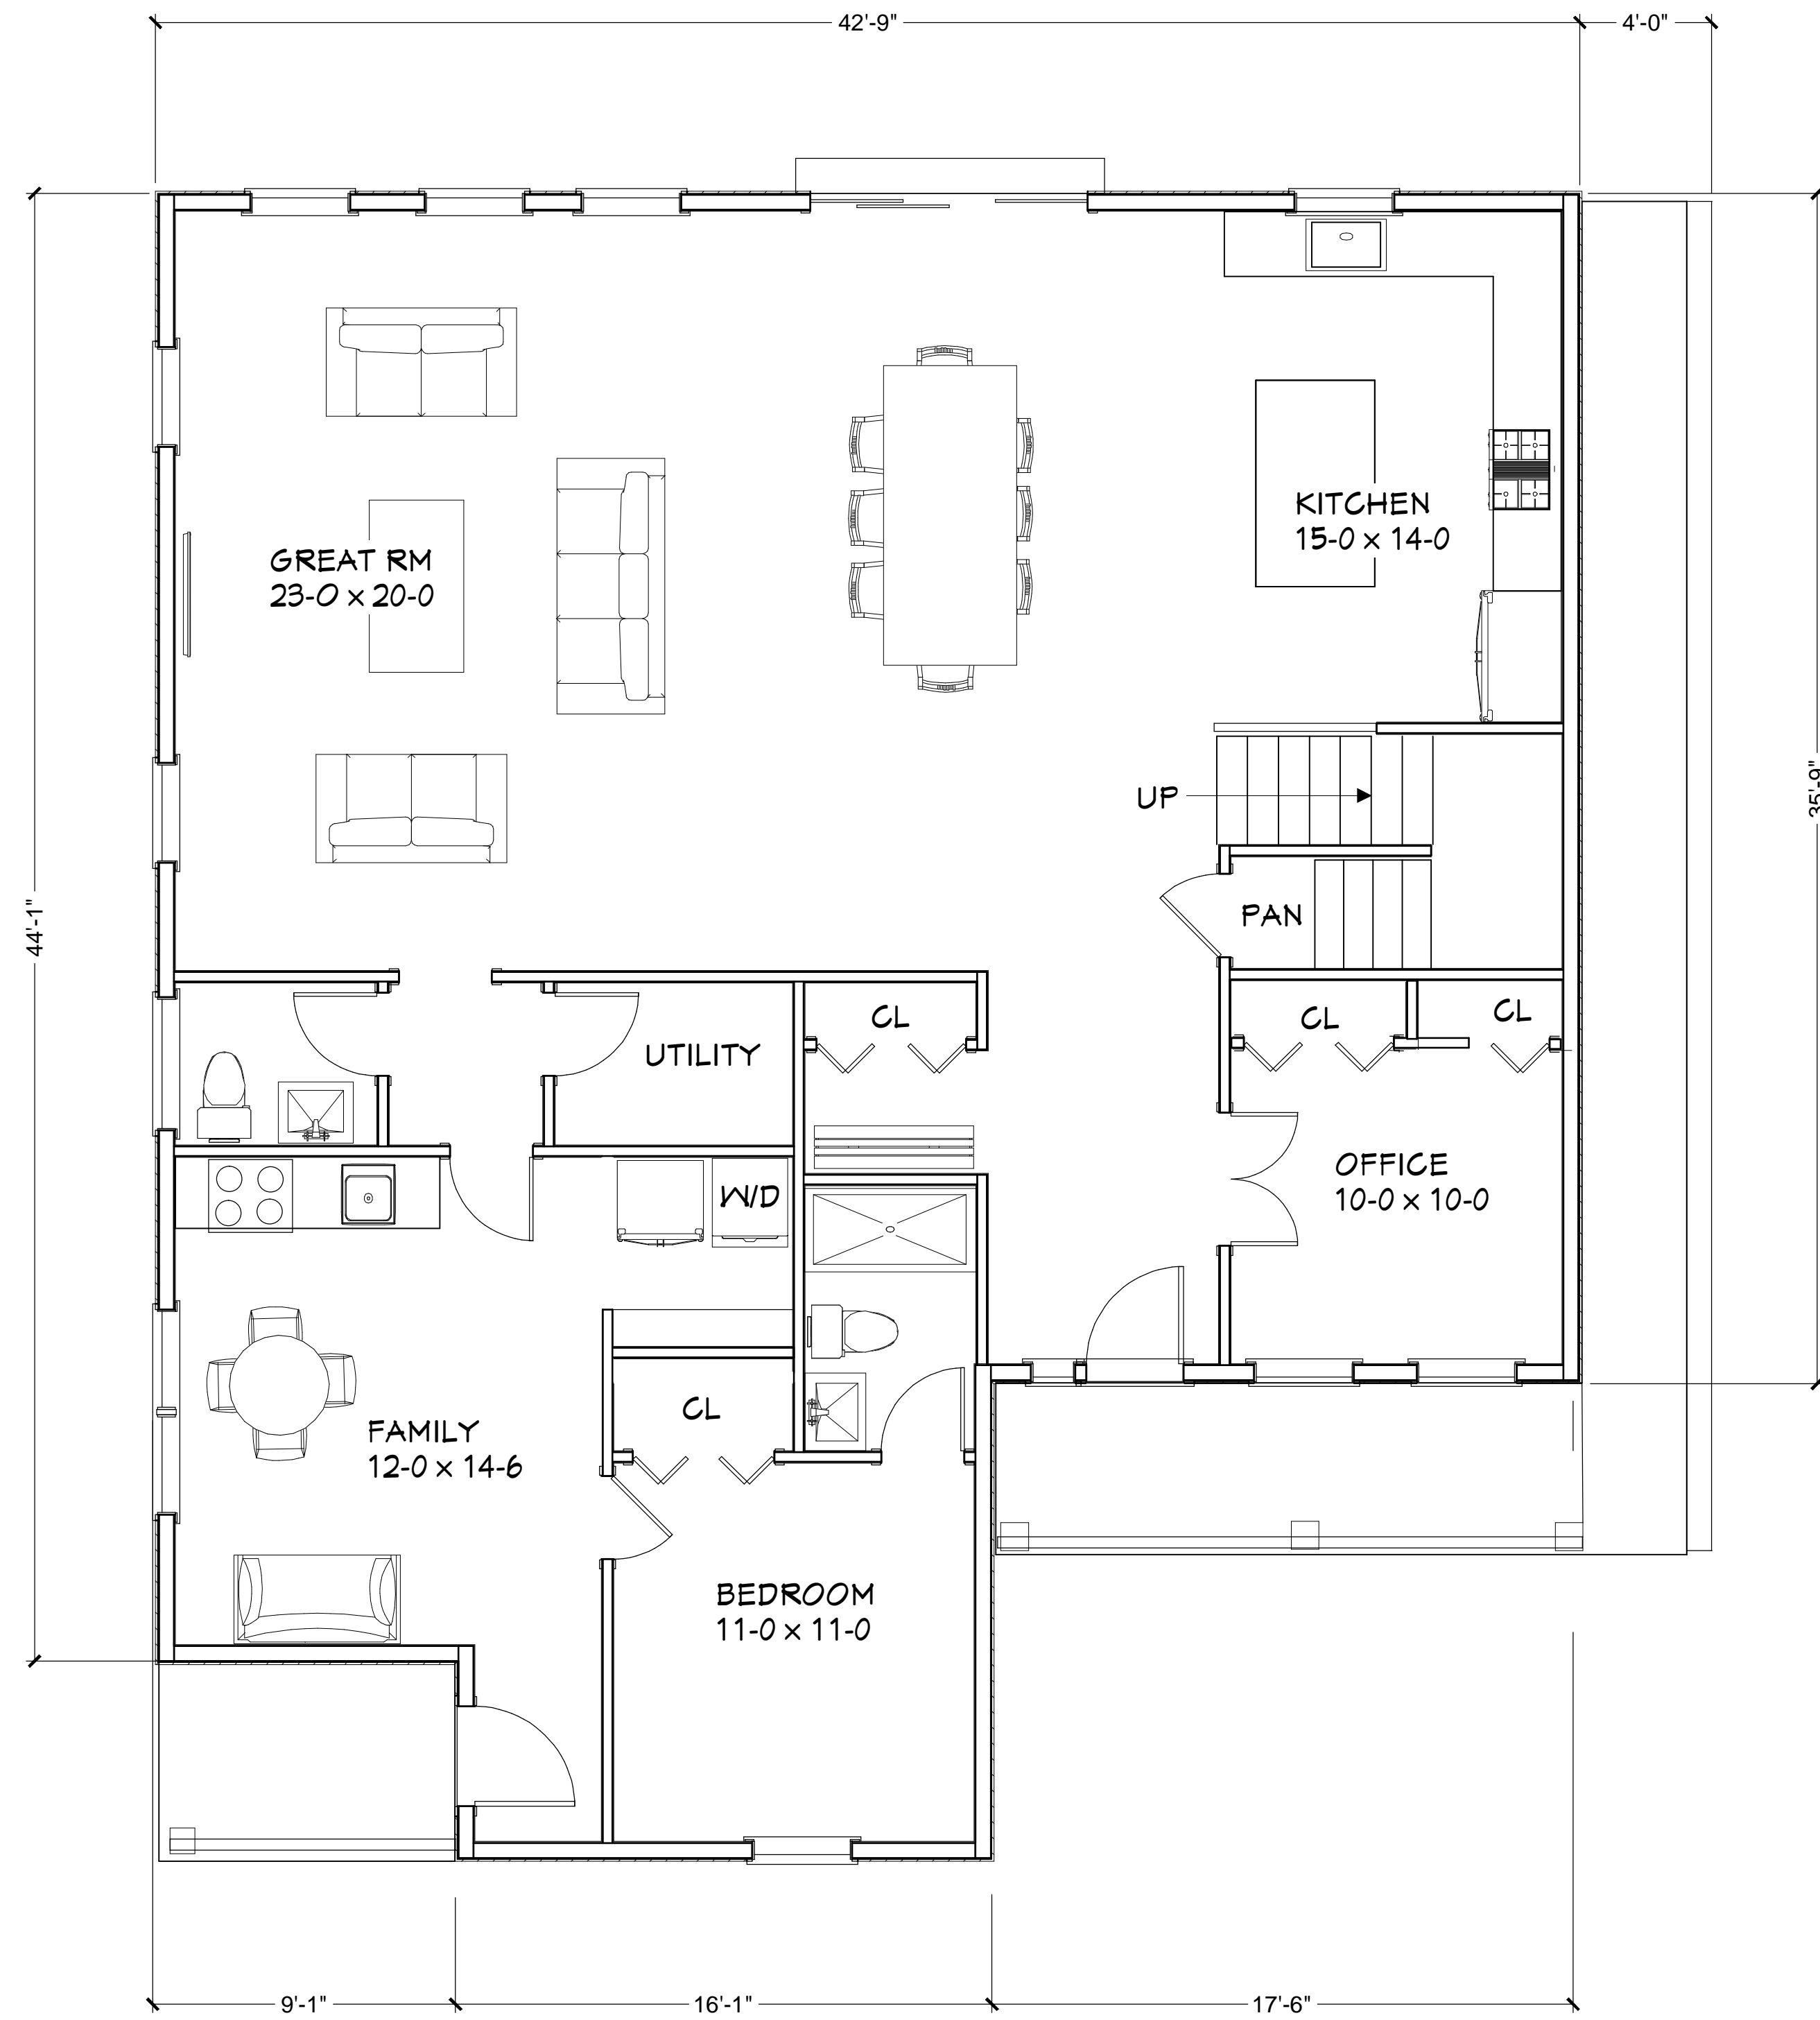 42'-9"
4'-0"
44'-1"
35'-9"
KITCHEN
15-0 x 14-0
GREAT RM
23-0 x 20-0
UP
PAN
CL
CL
CL
UTILITY
OFFICE
10-0 x 10-0
W/D
CL
FAMILY
12-0 x 14-6
BEDROOM
11-0 x 11-0
9'-1"
16'-1"
17'-6"